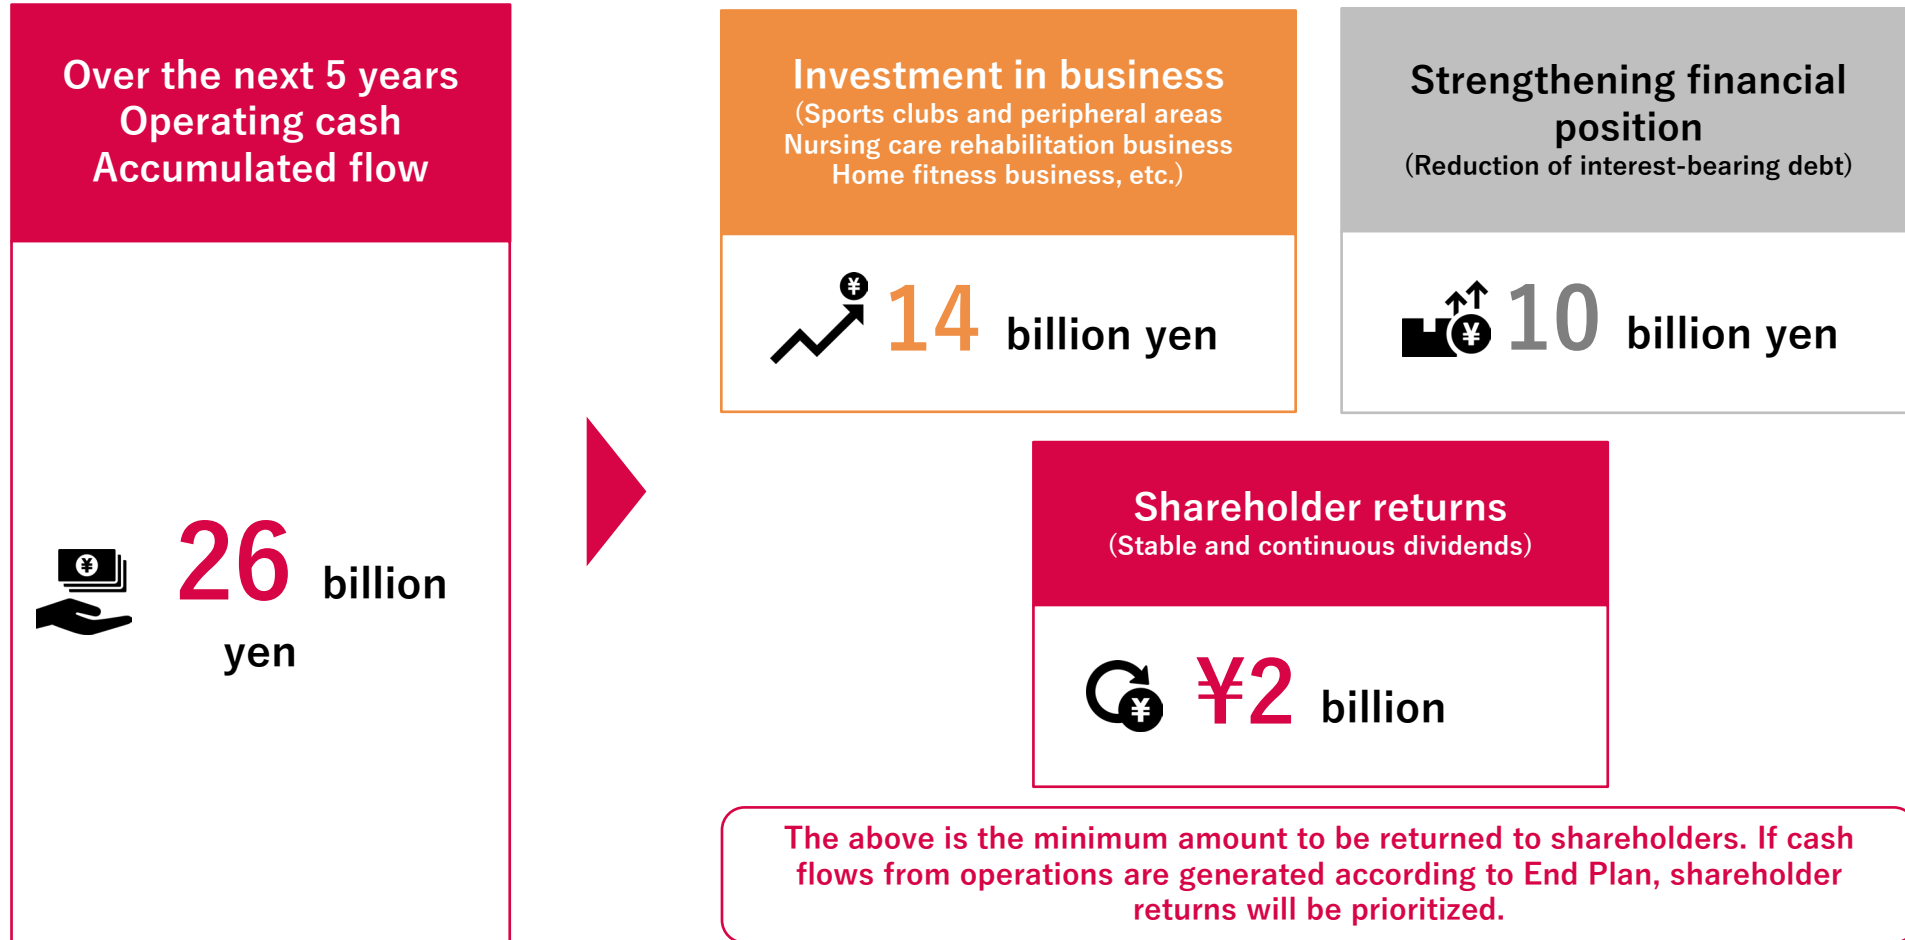 Over the next 5 years
Operating cash
Accumulated flow
¥
26 billion
yen
Investment in business
(Sports clubs and peripheral areas
Nursing care rehabilitation business
Home fitness business, etc.)
¥
14 billion yen
Strengthening financial
position
(Reduction of interest-bearing debt)
¥
10 billion yen
Shareholder returns
(Stable and continuous dividends)
¥
¥2 billion
The above is the minimum amount to be returned to shareholders. If cash
flows from operations are generated according to End Plan, shareholder
returns will be prioritized.